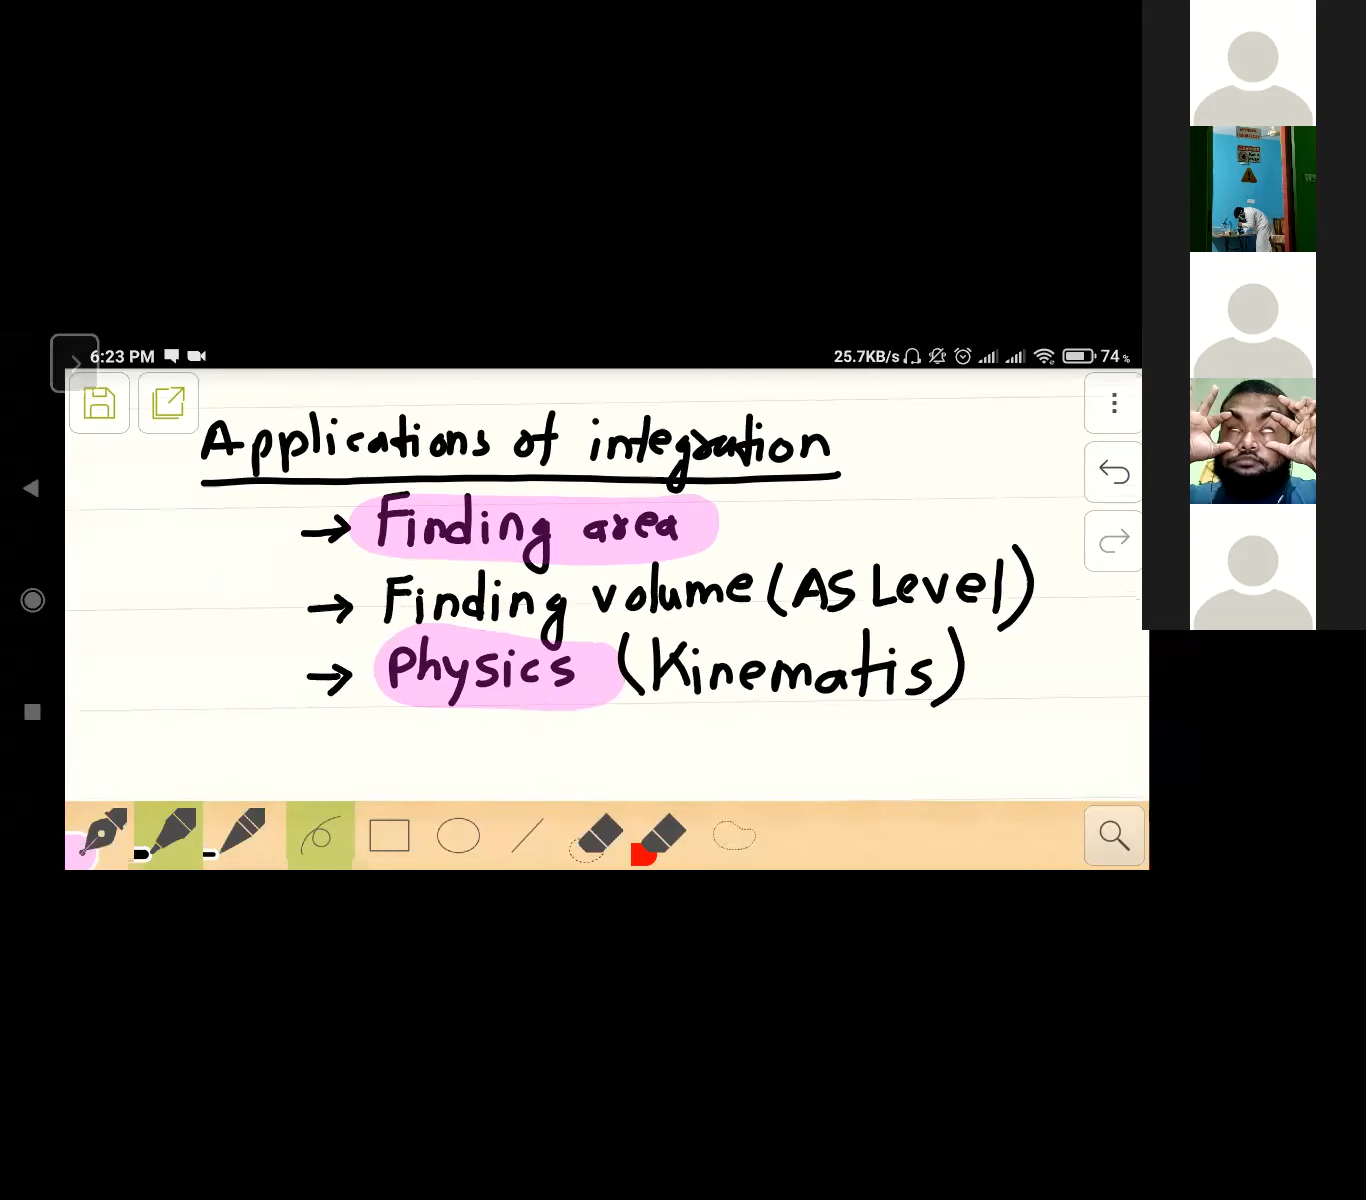 6:23 PM
25.7KB/s 74%
Applications of integration
→ Finding area
→ Finding volume (AS Level)
→ Physics (Kinematis)